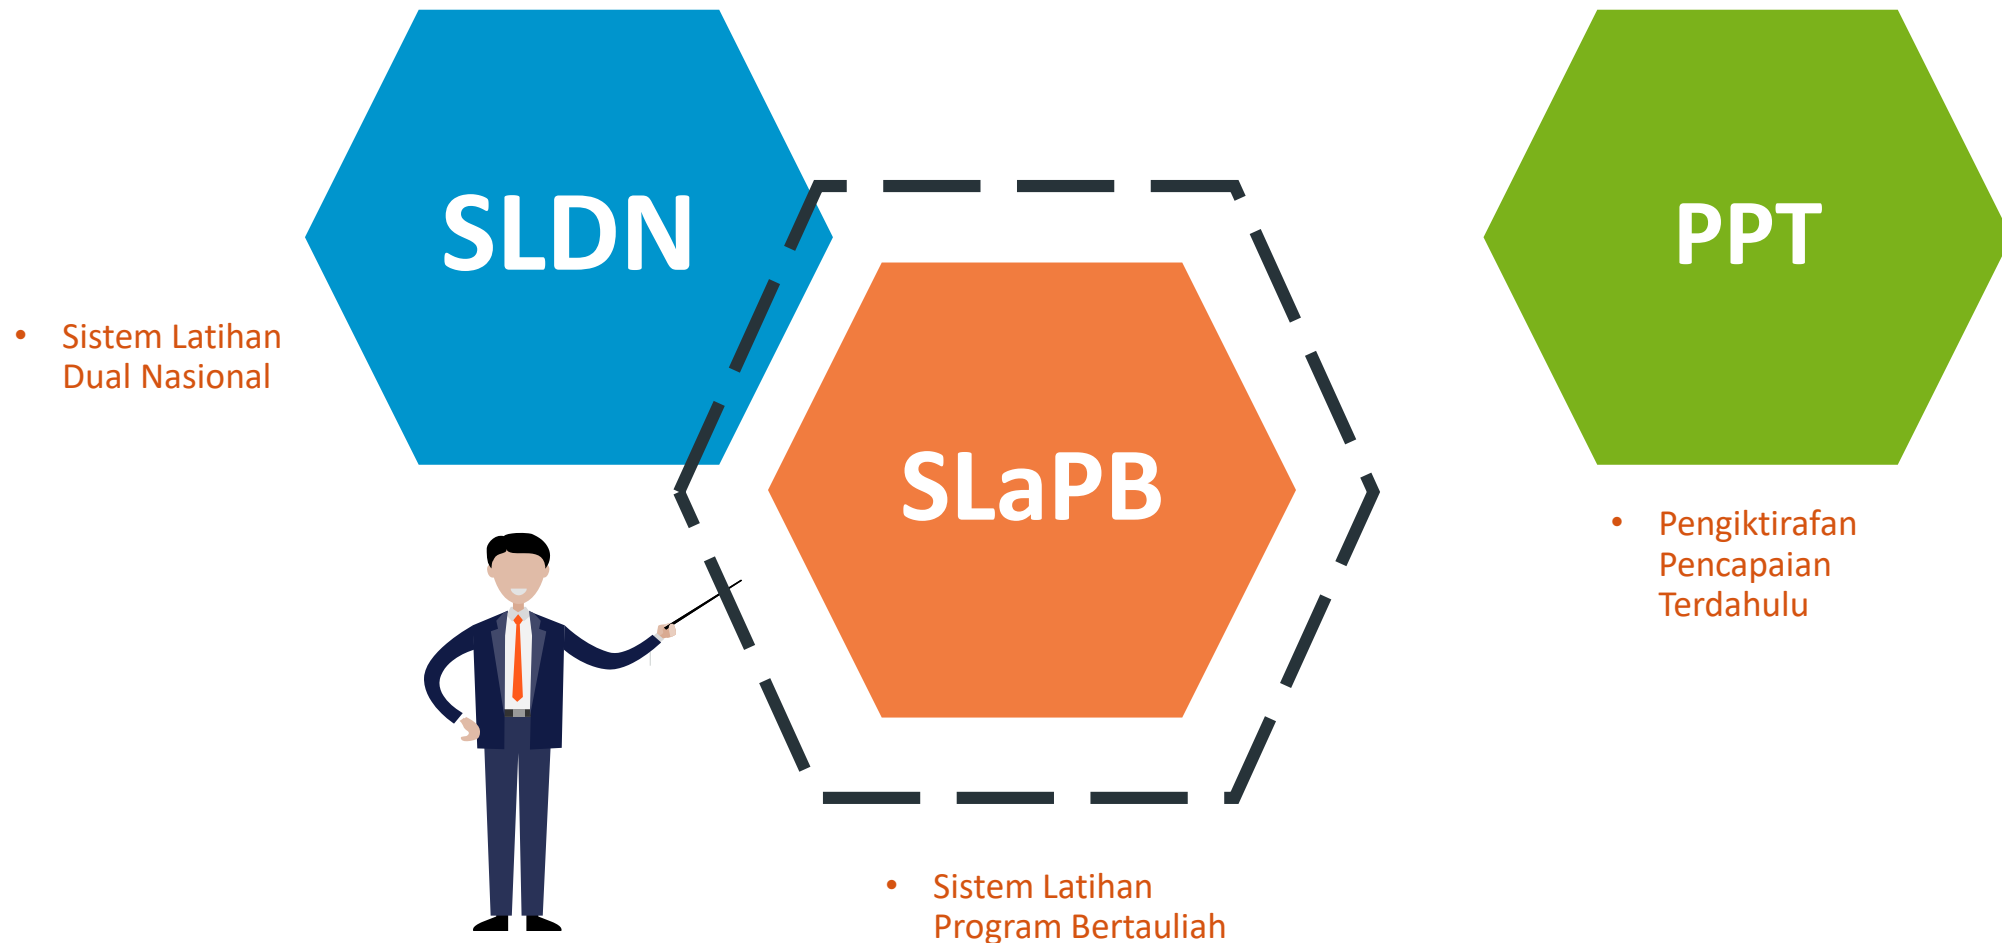 SLDN
• Sistem Latihan
Dual Nasional
SLaPB
• Sistem Latihan
Program Bertauliah
PPT
• Pengiktirafan
Pencapaian
Terdahulu